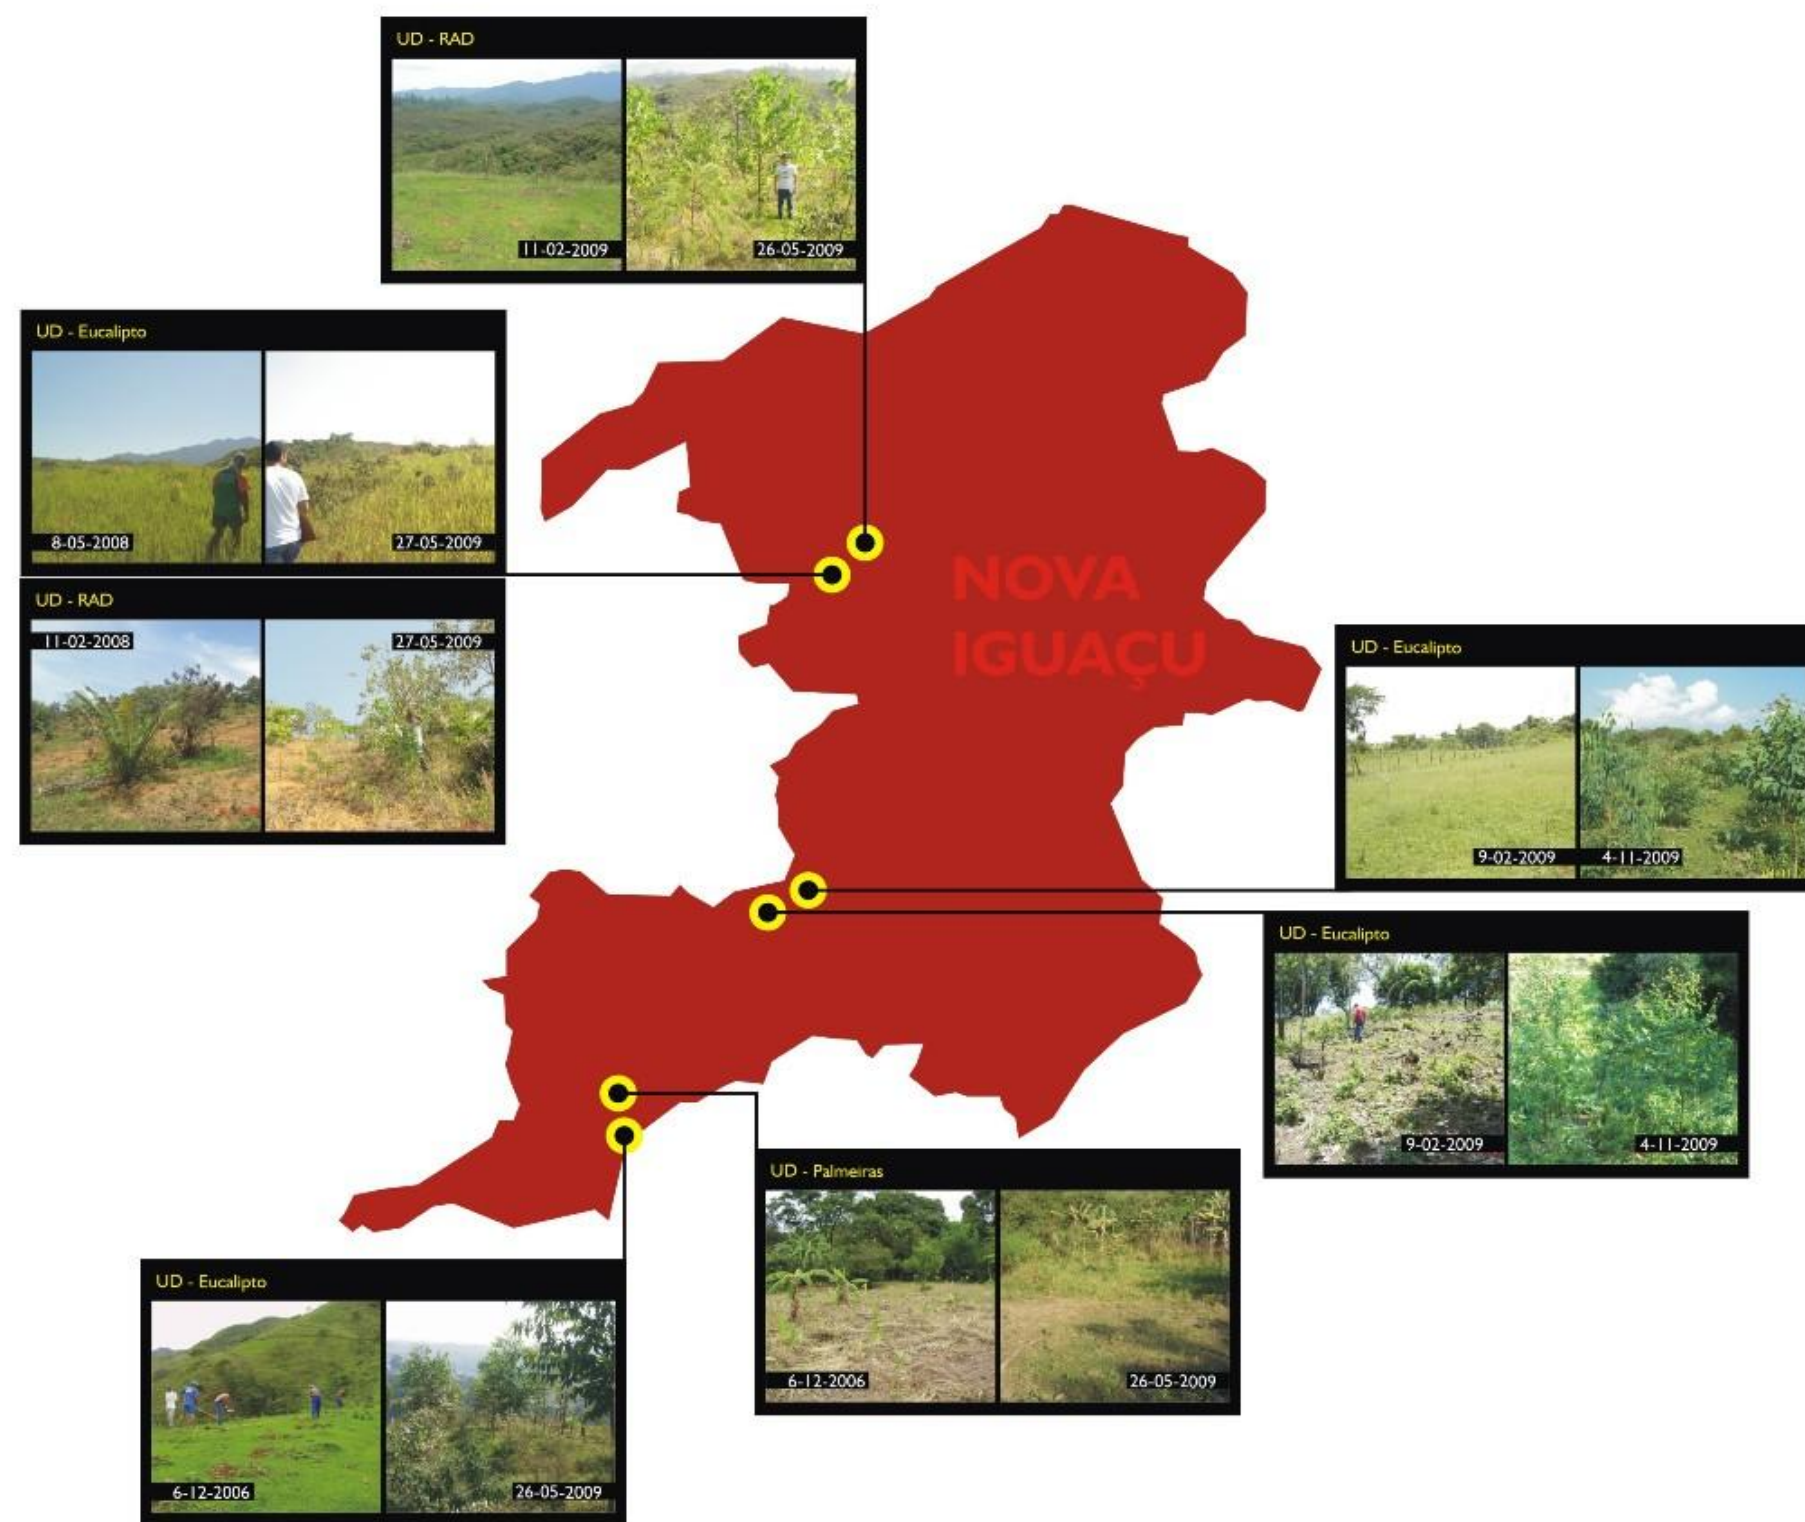 UD - RAD
11-02-2009
26-05-2009
UD - Eucalipto
8-05-2008
27-05-2009
UD - RAD
11-02-2008
27-05-2009
NOVA
IGUAÇU
UD - Eucalipto
9-02-2009
4-11-2009
UD - Eucalipto
9-02-2009
4-11-2009
UD - Palmeiras
6-12-2006
26-05-2009
UD - Eucalipto
6-12-2006
26-05-2009